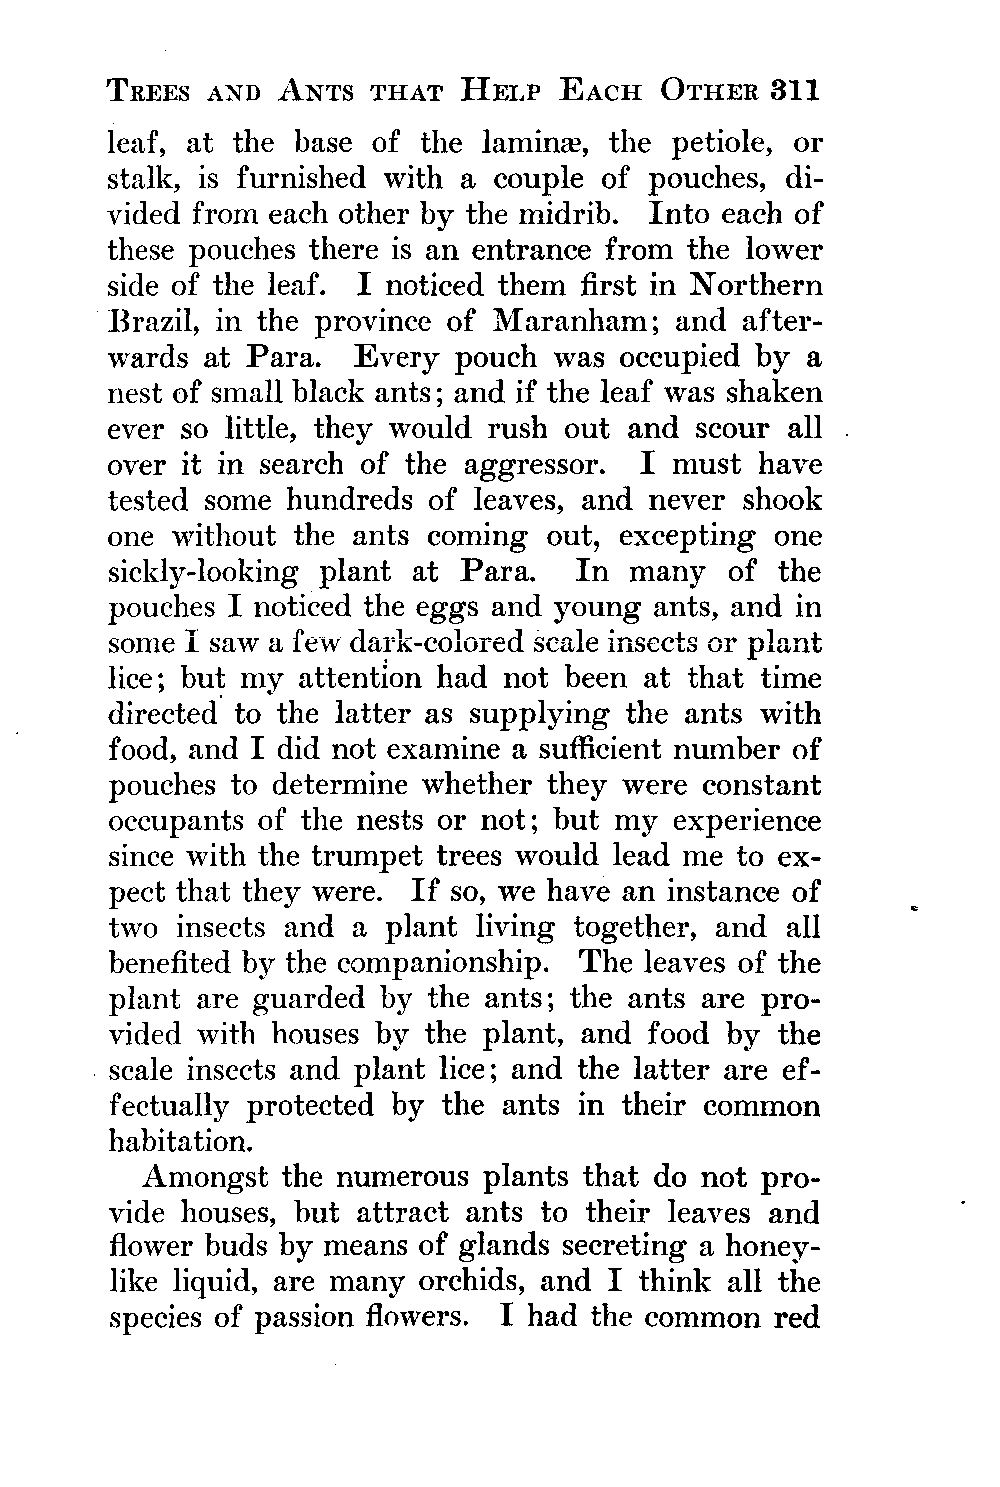 TREES AND ANTS THAT HELP EACH OTHER 311
leaf, at the base of the laminæ, the petiole, or
stalk, is furnished with a couple of pouches, di-
vided from each other by the midrib. Into each of
these pouches there is an entrance from the lower
side of the leaf. I noticed them first in Northern
Brazil, in the province of Maranham; and after-
wards at Para. Every pouch was occupied by a
nest of small black ants; and if the leaf was shaken
ever so little, they would rush out and scour all
over it in search of the aggressor. I must have
tested some hundreds of leaves, and never shook
one without the ants coming out, excepting one
sickly-looking plant at Para. In many of the
pouches I noticed the eggs and young ants, and in
some I saw a few dark-colored scale insects or plant
lice; but my attention had not been at that time
directed to the latter as supplying the ants with
food, and I did not examine a sufficient number of
pouches to determine whether they were constant
occupants of the nests or not; but my experience
since with the trumpet trees would lead me to ex-
pect that they were. If so, we have an instance of
two insects and a plant living together, and all
benefited by the companionship. The leaves of the
plant are guarded by the ants; the ants are pro-
vided with houses by the plant, and food by the
scale insects and plant lice; and the latter are ef-
fectually protected by the ants in their common
habitation.
Amongst the numerous plants that do not pro-
vide houses, but attract ants to their leaves and
flower buds by means of glands secreting a honey-
like liquid, are many orchids, and I think all the
species of passion flowers. I had the common red